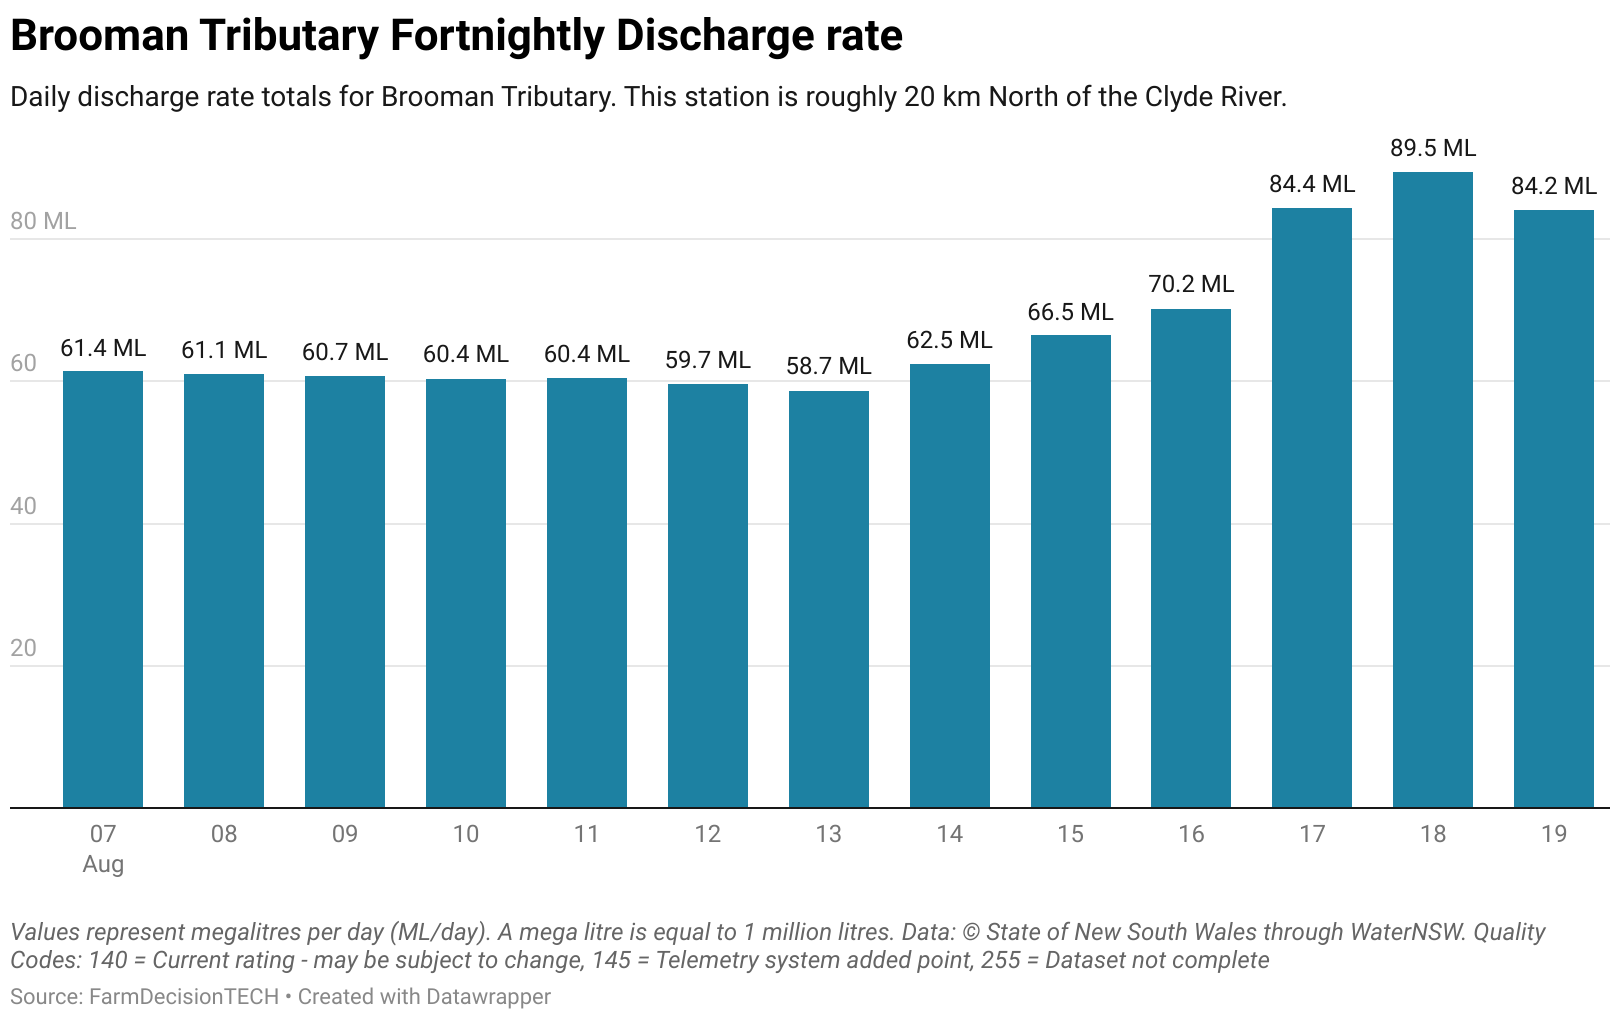 Brooman Tributary Fortnightly Discharge rate
Daily discharge rate totals for Brooman Tributary. This station is roughly 20 km North of the Clyde River.
89.5 ML
84.4 ML
84.2 ML
80 ML
70.2 ML
66.5 ML
62.5 ML
61.4 ML
61.1 ML
60.7 ML
60.4 ML
60.4 ML
59.7 ML
58.7 ML
60
40
20
07 08 09 10 11 12 13 14 15 16 17 18 19
Aug
Values represent megalitres per day (ML/day). A mega litre is equal to 1 million litres. Data: © State of New South Wales through WaterNSW. Quality
Codes: 140 = Current rating - may be subject to change, 145 = Telemetry system added point, 255 = Dataset not complete
Source: FarmDecisionTECH • Created with Datawrapper